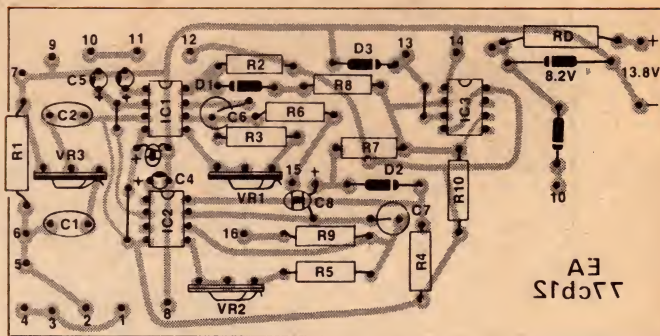 9 10 11 12 D3 13 14 RD +
7 C5 R2 D1 R8 8.2V 13.8V
C2 IC1 C6 R6 IC3 -
R3
R1 VR3 R7
15 D2
C4 VR1 R10 10
C8
C1 IC2 C7
6 16 R9
5 R5 R4 EA
77cb12
VR2
4 3 2 1 8